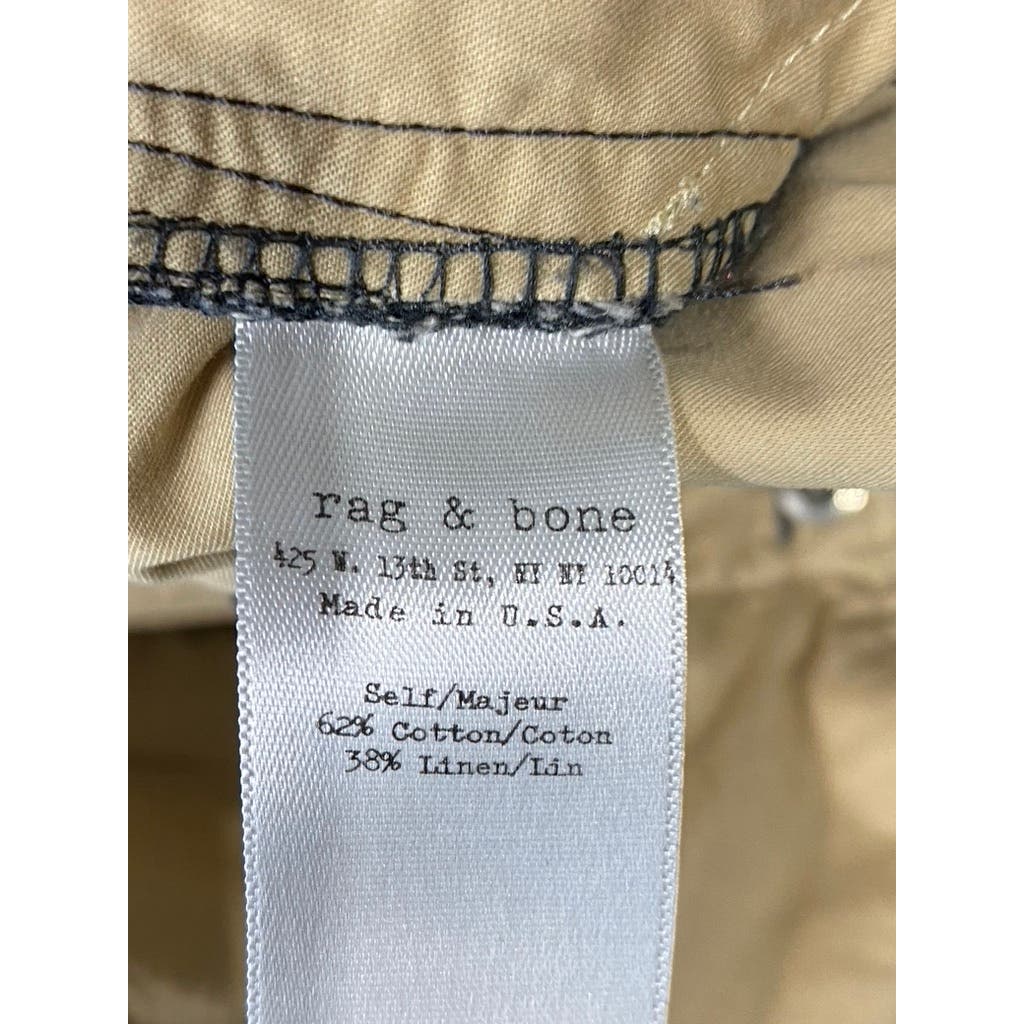 rag & bone
425 W. 13th St, NY NY 10014
Made in U.S.A.
Self/Majeur
62% Cotton/Coton
38% Linen/Lin